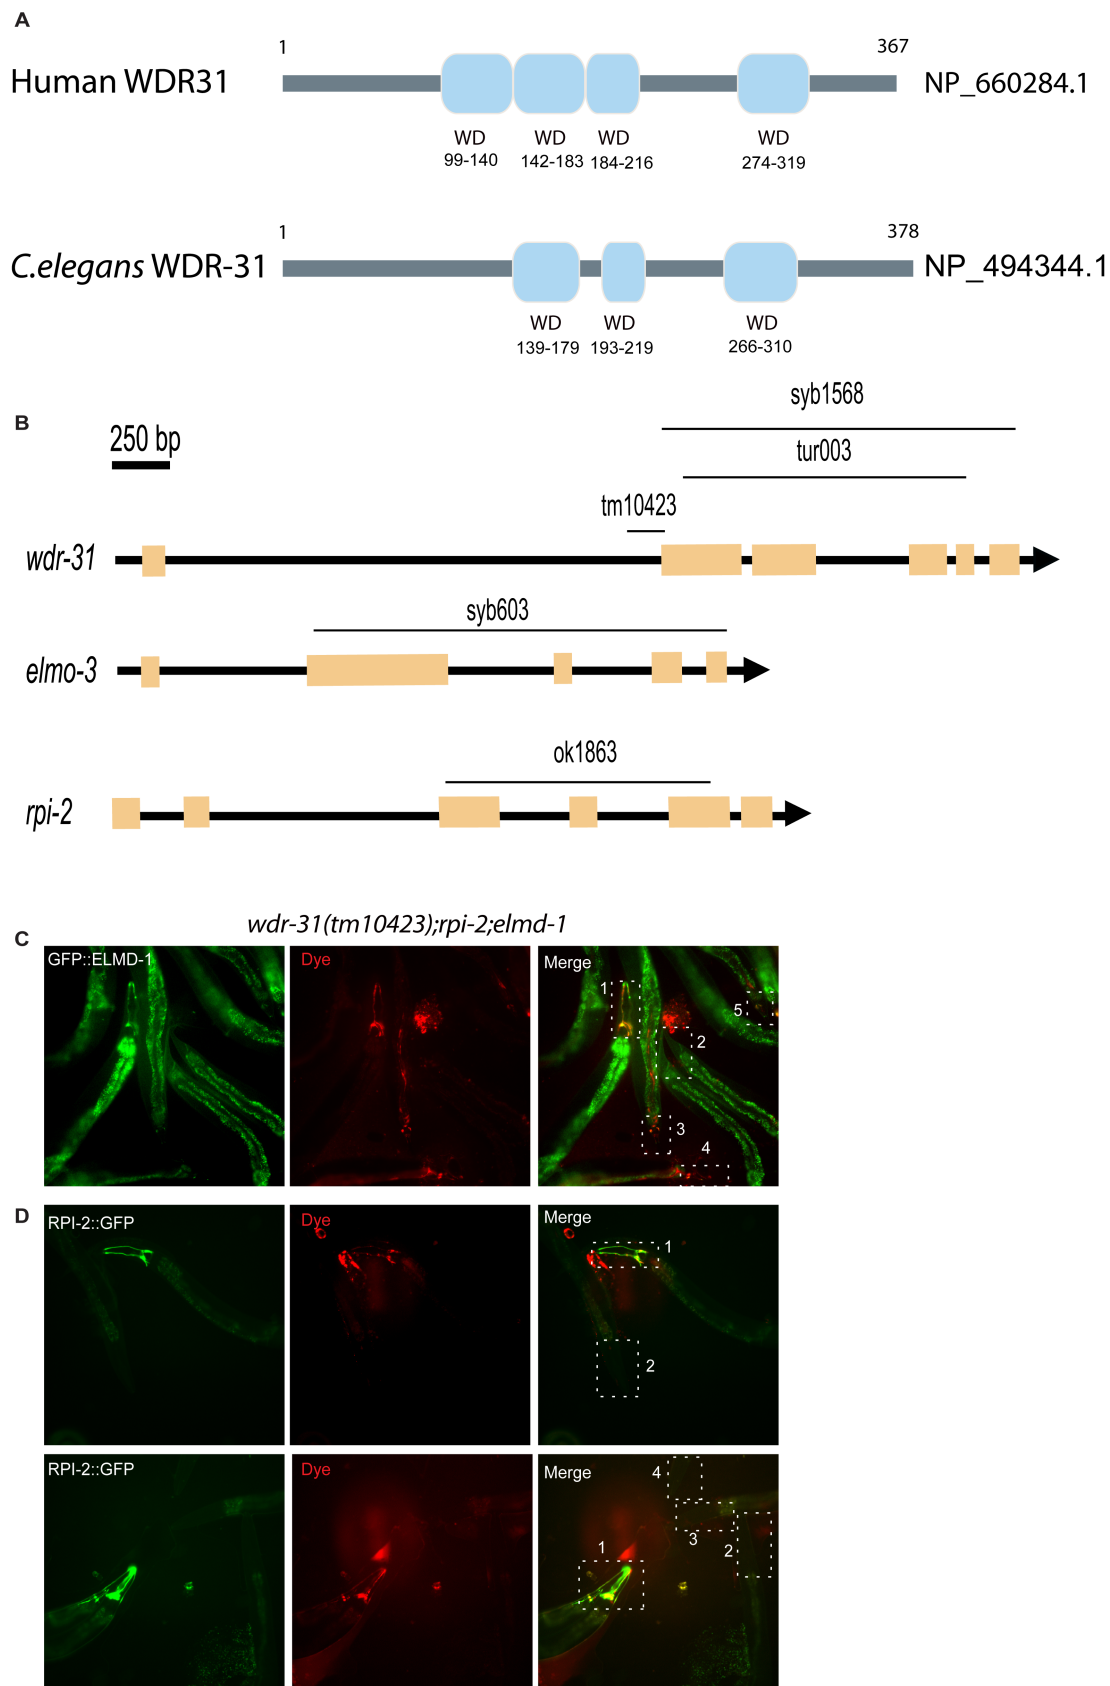 A
1
367
Human WDR31
NP_660284.1
WD
WD
WD
WD
99-140
142-183
184-216
274-319
1
378
C.elegans WDR-31
NP_494344.1
WD
WD
WD
139-179
193-219
266-310
B
syb1568
250 bp
tur003
tm10423
wdr-31
syb603
elmo-3
ok1863
rpi-2
wdr-31(tm10423);rpi-2;elmd-1
C
GFP::ELMD-1
Dye
Merge
1
5
2
3
4
D
RPI-2::GFP
Dye
Merge
1
2
RPI-2::GFP
Dye
Merge
4
3
1
2